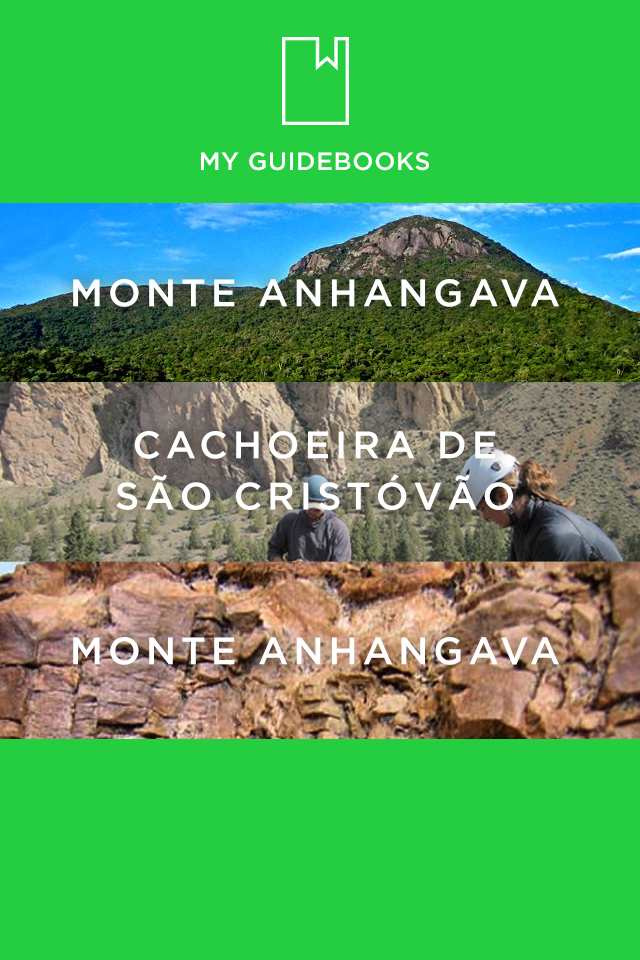 MY GUIDEBOOKS
MONTE ANHANGAVA
CACHOEIRA DE
SÃO CRISTÓVÃO
MONTE ANHANGAVA